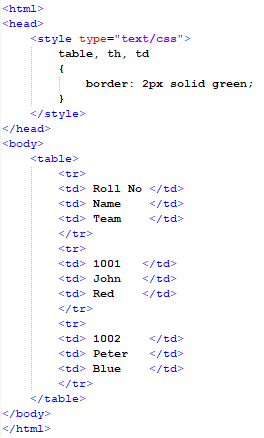 <html>
<head>
    <style type="text/css">
        table, th, td
        {
            border: 2px solid green;
        }
    </style>
</head>
<body>
    <table>
        <tr>
        <td> Roll No </td>
        <td> Name    </td>
        <td> Team    </td>
        </tr>
        <tr>
        <td> 1001   </td>
        <td> John   </td>
        <td> Red    </td>
        </tr>
        <tr>
        <td> 1002    </td>
        <td> Peter   </td>
        <td> Blue    </td>
        </tr>
    </table>
</body>
</html>